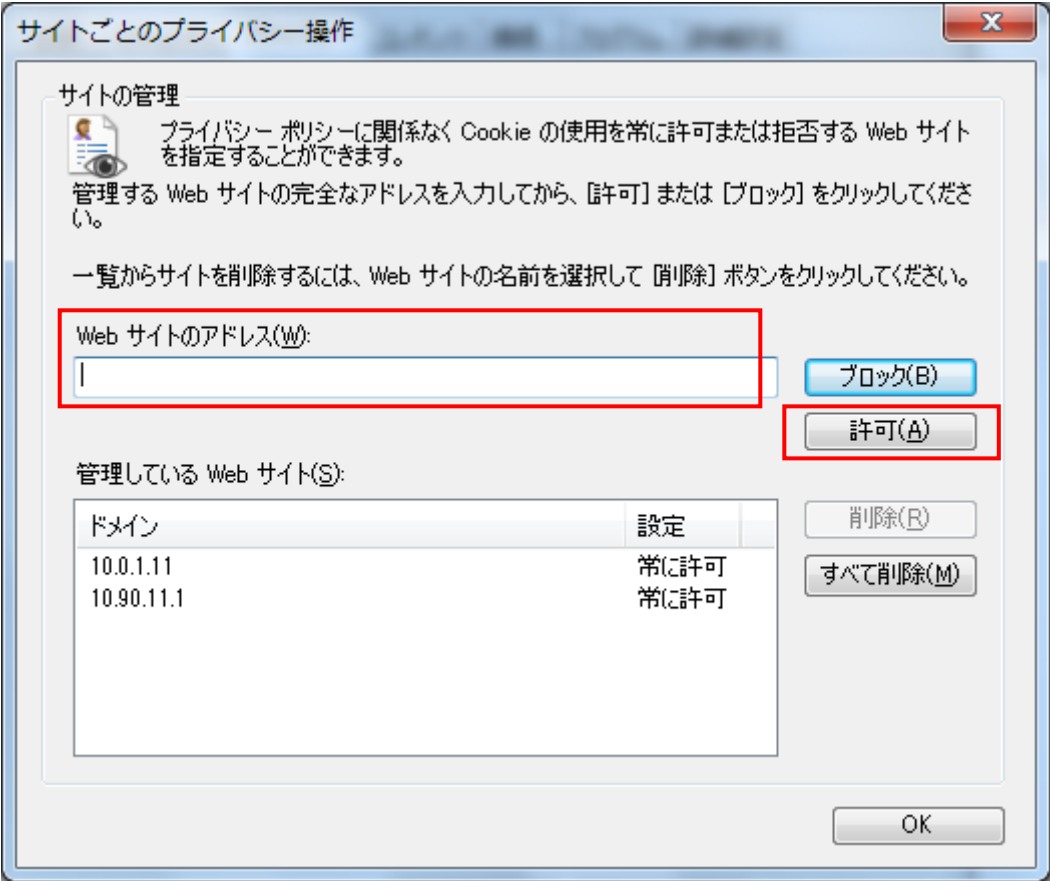 サイトごとのプライバシー操作
サイトの管理
プライバシー ポリシーに関係なく Cookie の使用を常に許可または拒否する Web サイト
を指定することができます。
管理する Web サイトの完全なアドレスを入力してから、[許可] または [ブロック] をクリックしてくださ
い。
一覧からサイトを削除するには、Web サイトの名前を選択して [削除] ボタンをクリックしてください。
Web サイトのアドレス(W):
ブロック(B)
許可(A)
管理している Web サイト(S):
ドメイン 設定
10.0.1.11 常に許可
10.90.11.1 常に許可
削除(R)
すべて削除(M)
OK